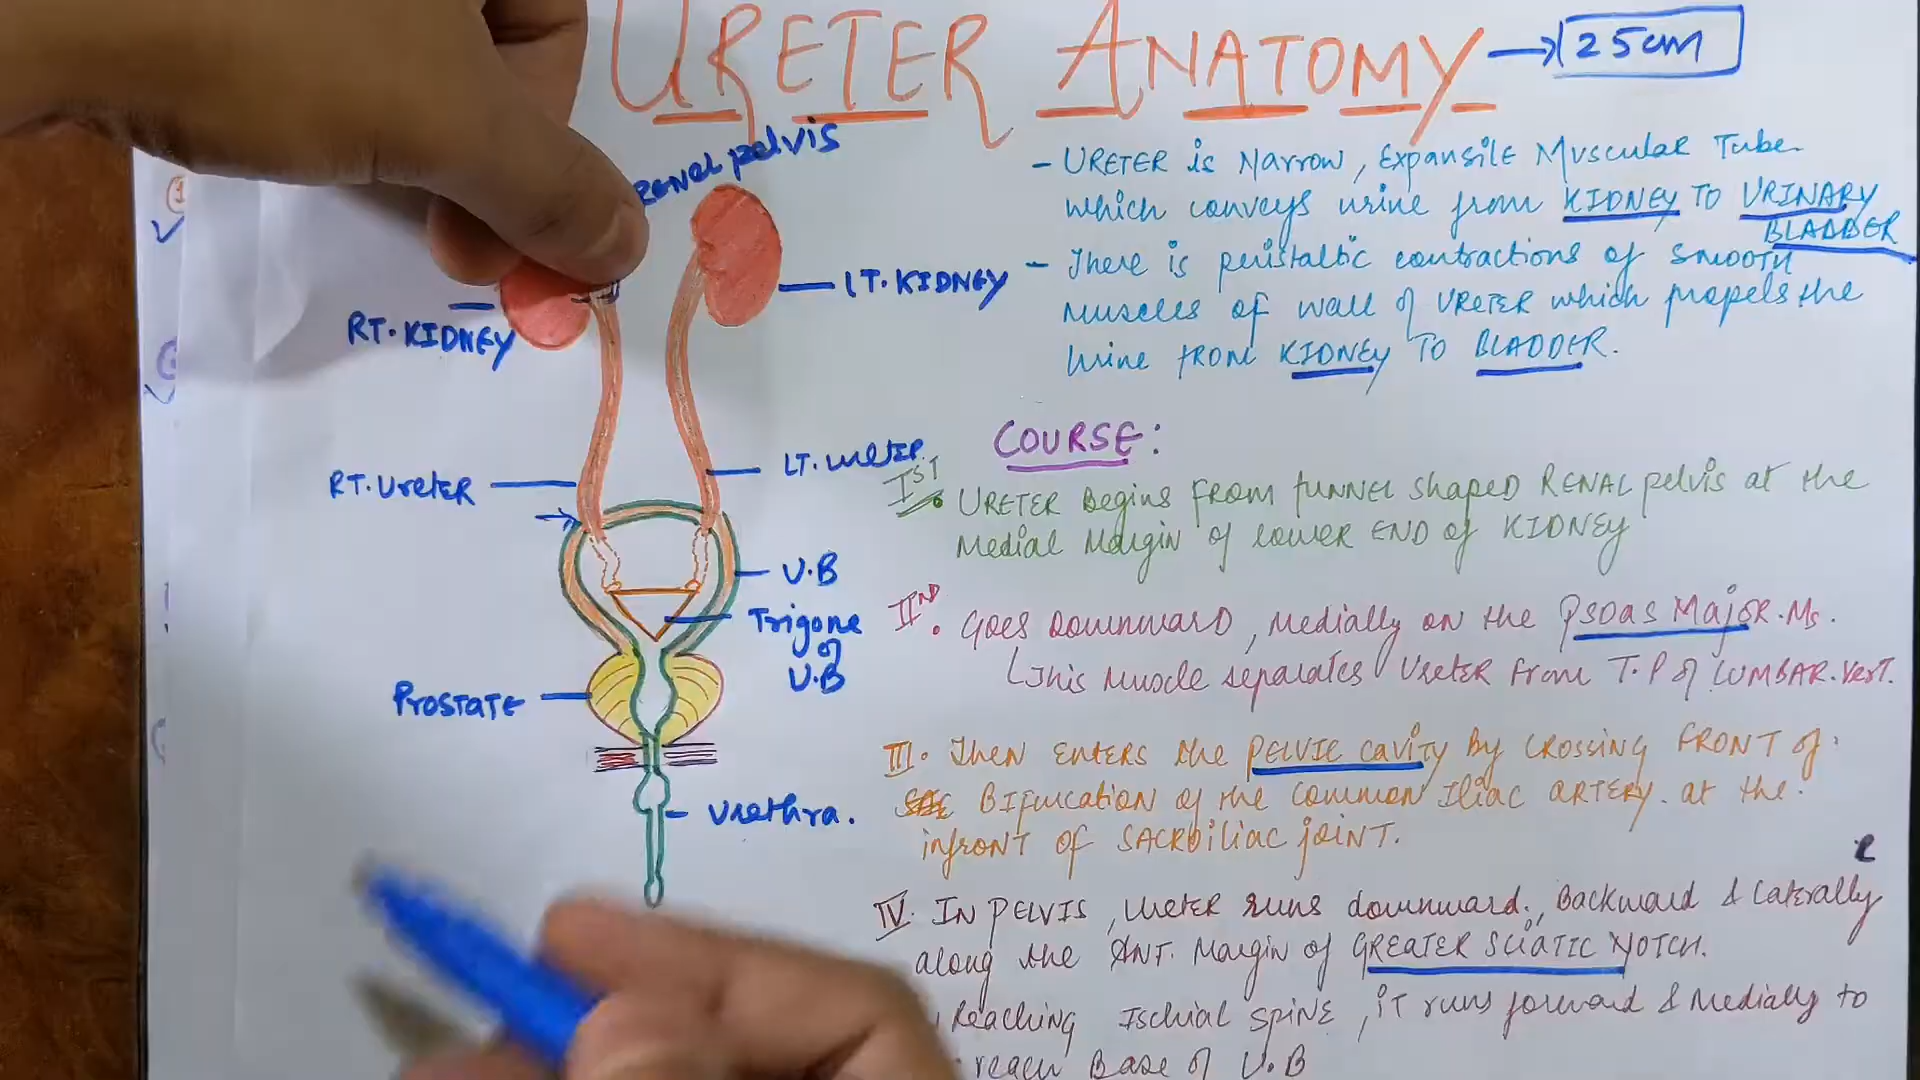 URETER ANATOMY → 25cm
Renal pelvis
LT. KIDNEY
RT. KIDNEY
RT. Ureter
LT. ureter
U.B
Trigone
of
U.B
Prostate
urethra.
- URETER is Narrow, Expansile Muscular Tube
which conveys urine from KIDNEY TO URINARY
BLADDER
- There is peristaltic contractions of smooth
muscles of wall of URETER which propels the
urine from KIDNEY TO BLADDER.
COURSE:
IST
URETER Begins from funnel shaped RENAL pelvis at the
Medial Margin of lower END of KIDNEY
IIND. Goes Downward, medially on the Psoas Major. Ms.
This muscle separates Ureter from T.P of LUMBAR. Vert.
III. Then enters the PELVIC cavity By crossing FRONT of
Bifurcation of the common Iliac ARTERY. at the.
infront of SACROiliac joint.
IV. IN PELVIS, ureter runs downward., Backward & laterally
along the ANT. Margin of GREATER SCIATIC NOTCH.
Reaching Ischial spine, it runs forward & medially to
reach Base of U.B